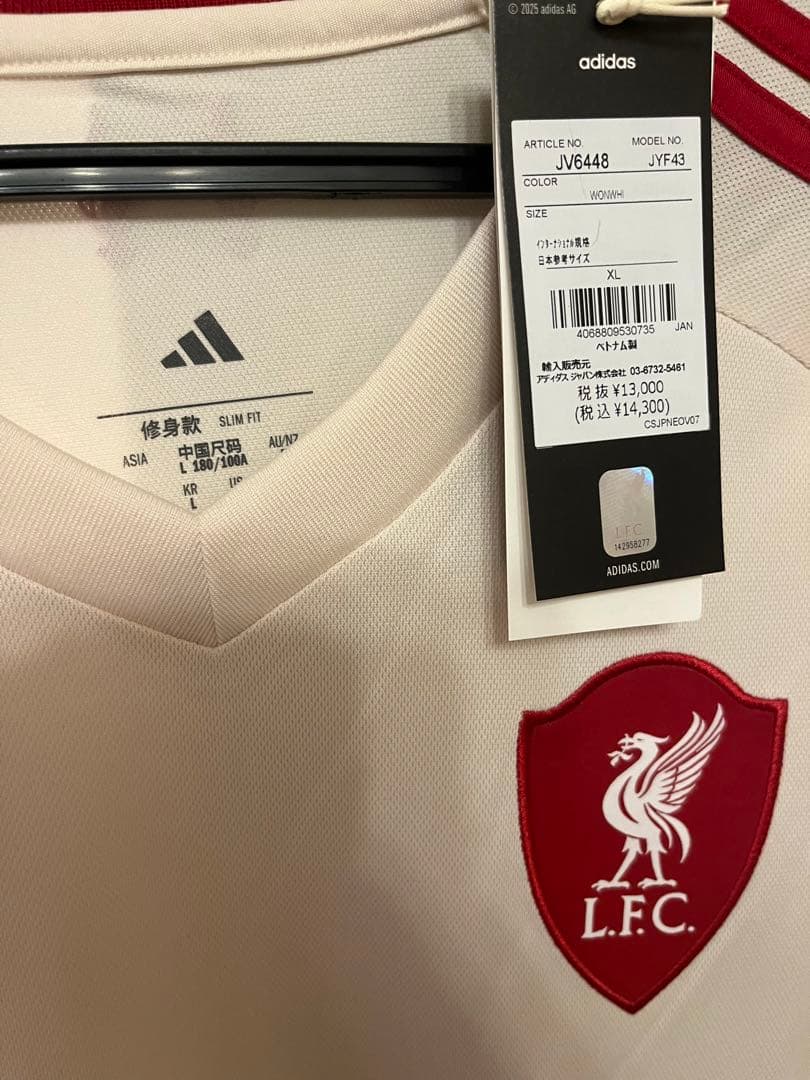 © 2025 adidas AG
adidas
ARTICLE NO. MODEL NO.
JV6448 JYF43
COLOR
WONWHI
SIZE
インターナショナル規格
日本参考サイズ
XL
4068809530735 JAN
ベトナム製
輸入販売元
アディダス ジャパン株式会社 03-6732-5461
税抜 ¥13,000
(税込 ¥14,300)
CSJPNEOV07
L.F.C.
142958277
ADIDAS.COM
修身款 SLIM FIT
ASIA 中国尺码 AU/NZ
L 180/100A
KR US
L
L.F.C.